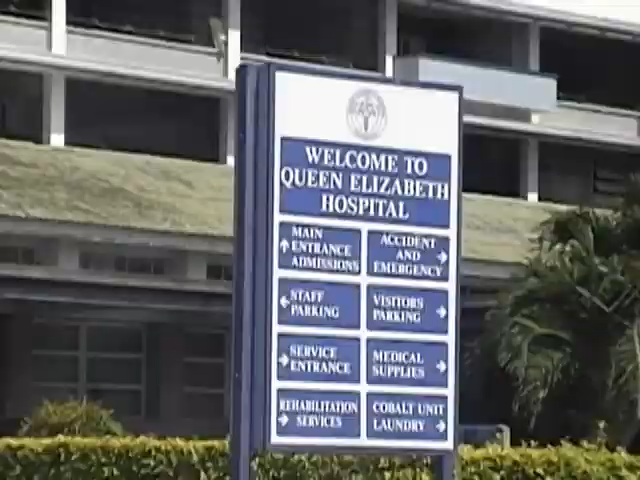 WELCOME TO
QUEEN ELIZABETH
HOSPITAL
MAIN
ENTRANCE
ADMISSIONS
ACCIDENT
AND
EMERGENCY
STAFF
PARKING
VISITORS
PARKING
SERVICE
ENTRANCE
MEDICAL
SUPPLIES
REHABILITATION
SERVICES
COBALT UNIT
LAUNDRY